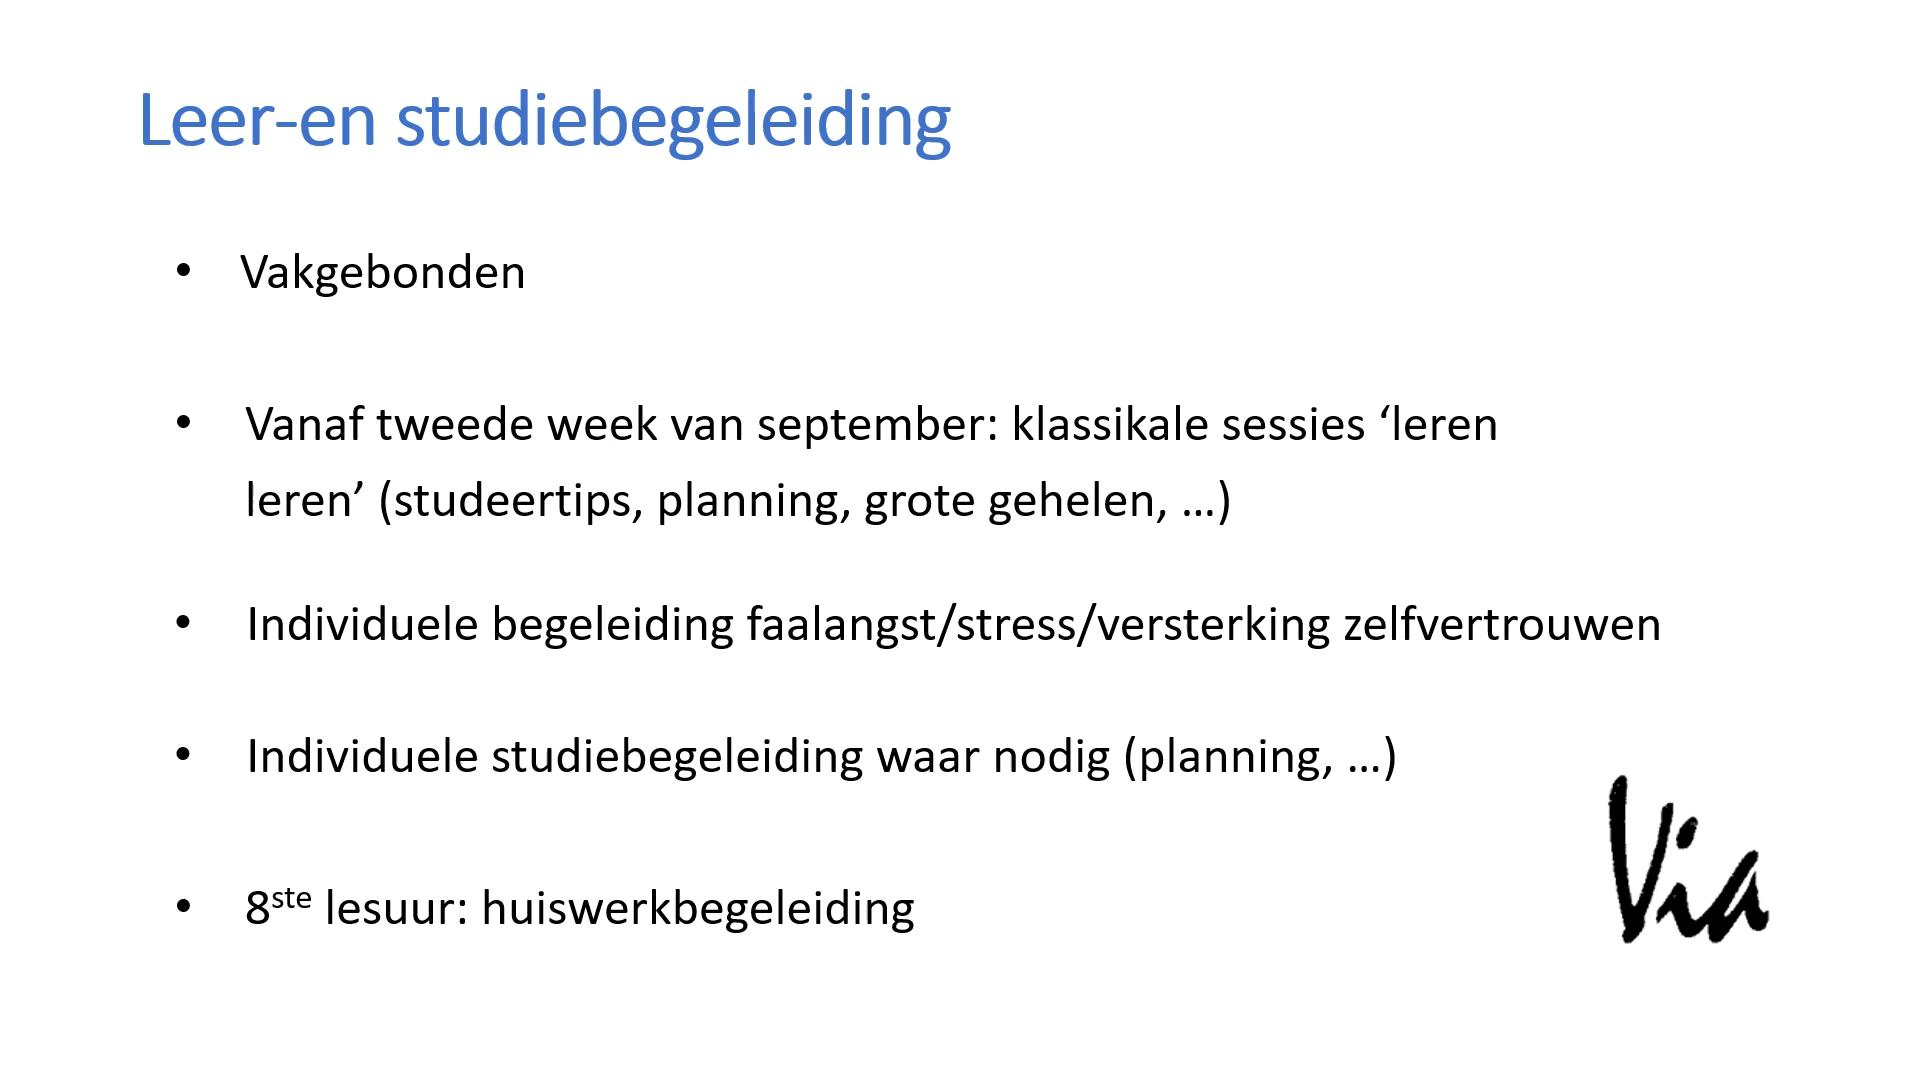 Leer-en studiebegeleiding
• Vakgebonden
• Vanaf tweede week van september: klassikale sessies ‘leren
leren’ (studeertips, planning, grote gehelen, …)
• Individuele begeleiding faalangst/stress/versterking zelfvertrouwen
• Individuele studiebegeleiding waar nodig (planning, …)
• 8ste lesuur: huiswerkbegeleiding
Via